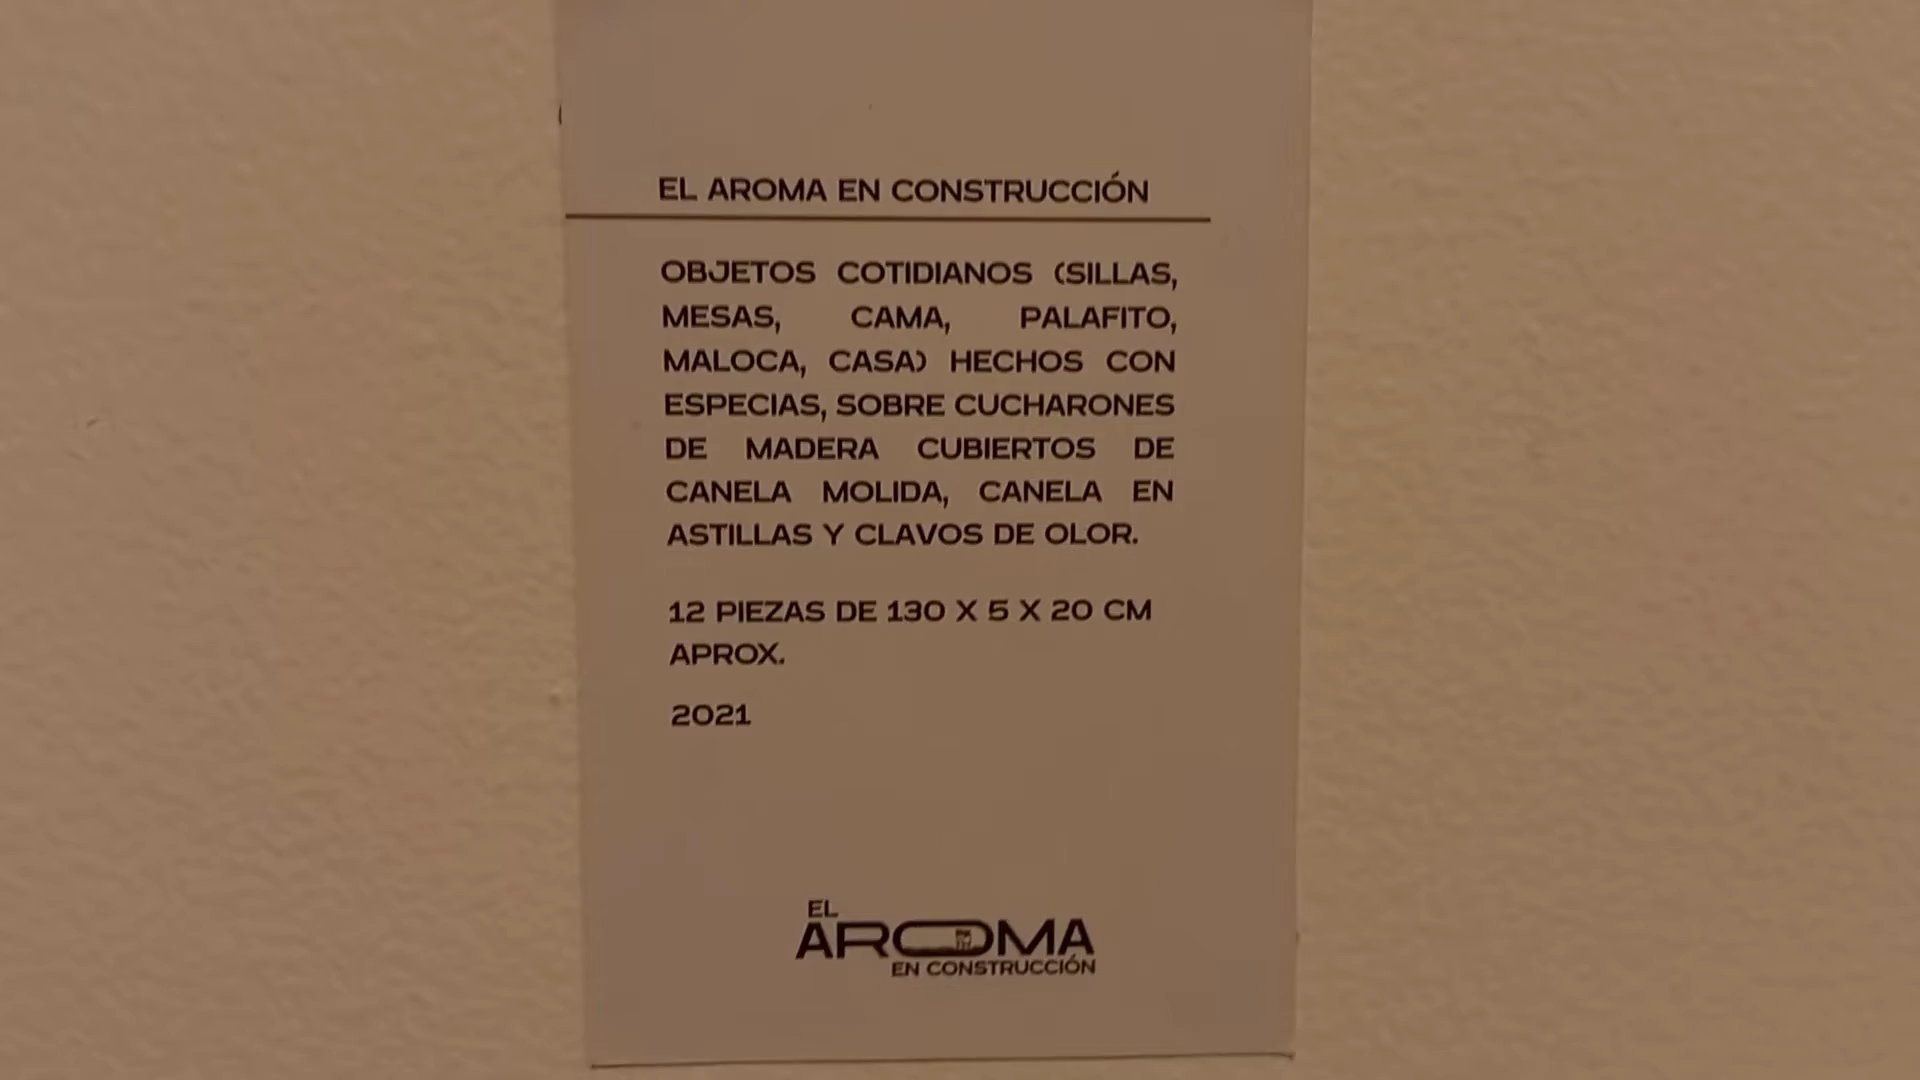 EL AROMA EN CONSTRUCCIÓN
OBJETOS COTIDIANOS (SILLAS,
MESAS, CAMA, PALAFITO,
MALOCA, CASA) HECHOS CON
ESPECIAS, SOBRE CUCHARONES
DE MADERA CUBIERTOS DE
CANELA MOLIDA, CANELA EN
ASTILLAS Y CLAVOS DE OLOR.
12 PIEZAS DE 130 X 5 X 20 CM
APROX.
2021
EL
AROMA
EN CONSTRUCCIÓN